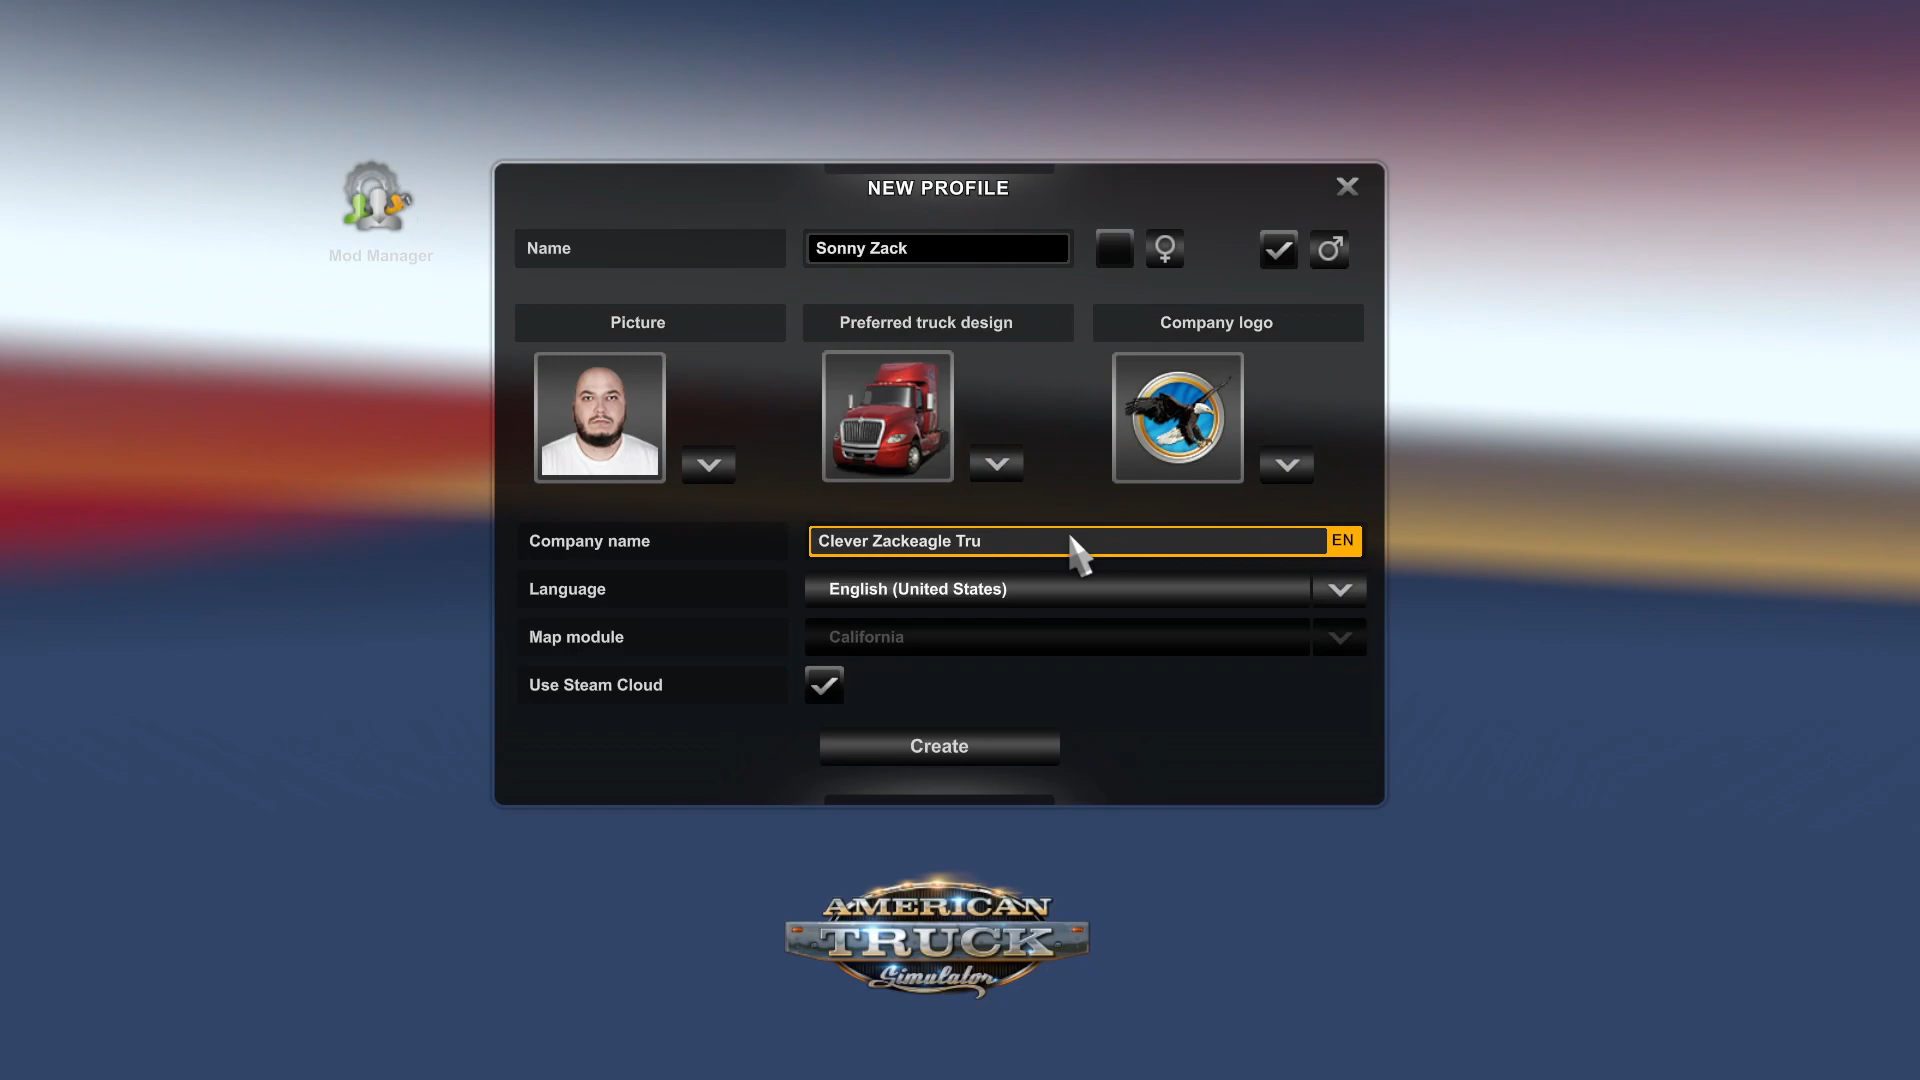 Mod Manager
NEW PROFILE
Name
Sonny Zack
Picture
Preferred truck design
Company logo
Company name
Clever Zackeagle Tru
EN
Language
English (United States)
Map module
California
Use Steam Cloud
Create
AMERICAN
TRUCK
Simulator